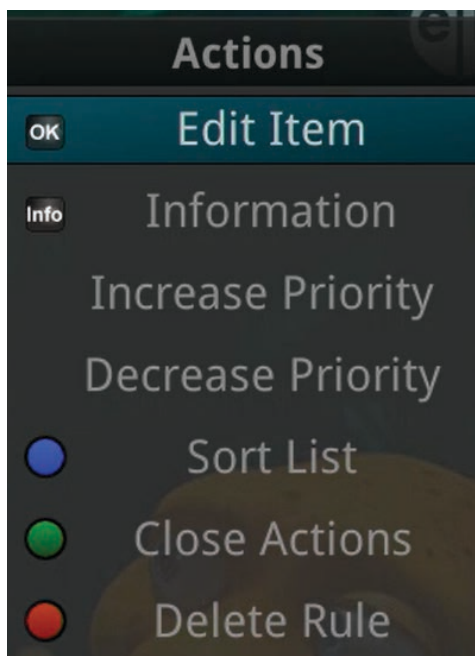 Actions
OK Edit Item
Info Information
Increase Priority
Decrease Priority
Sort List
Close Actions
Delete Rule